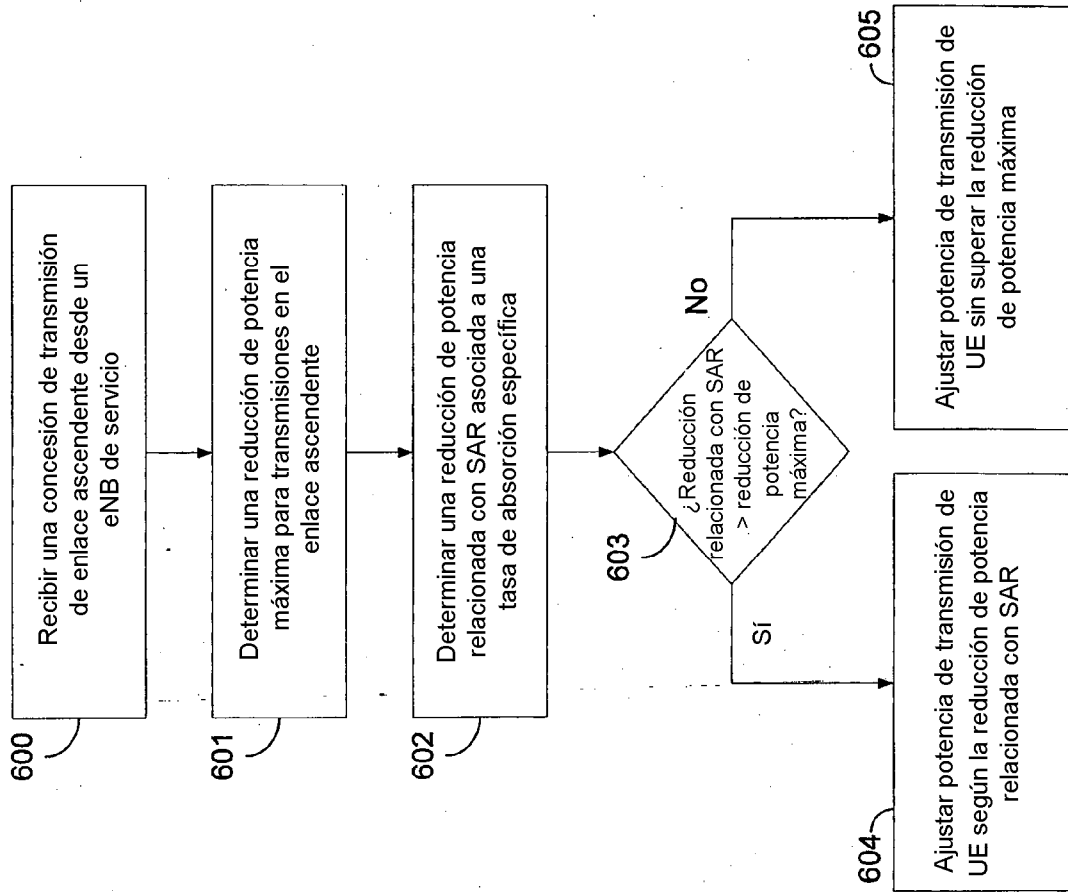 600
Recibir una concesión de transmisión
de enlace ascendente desde un
eNB de servicio
601
Determinar una reducción de potencia
máxima para transmisiones en el
enlace ascendente
602
Determinar una reducción de potencia
relacionada con SAR asociada a una
tasa de absorción específica
603
¿Reducción
relacionada con SAR
> reducción de
potencia
máxima?
Sí
No
604
Ajustar potencia de transmisión de
UE según la reducción de potencia
relacionada con SAR
605
Ajustar potencia de transmisión de
UE sin superar la reducción
de potencia máxima